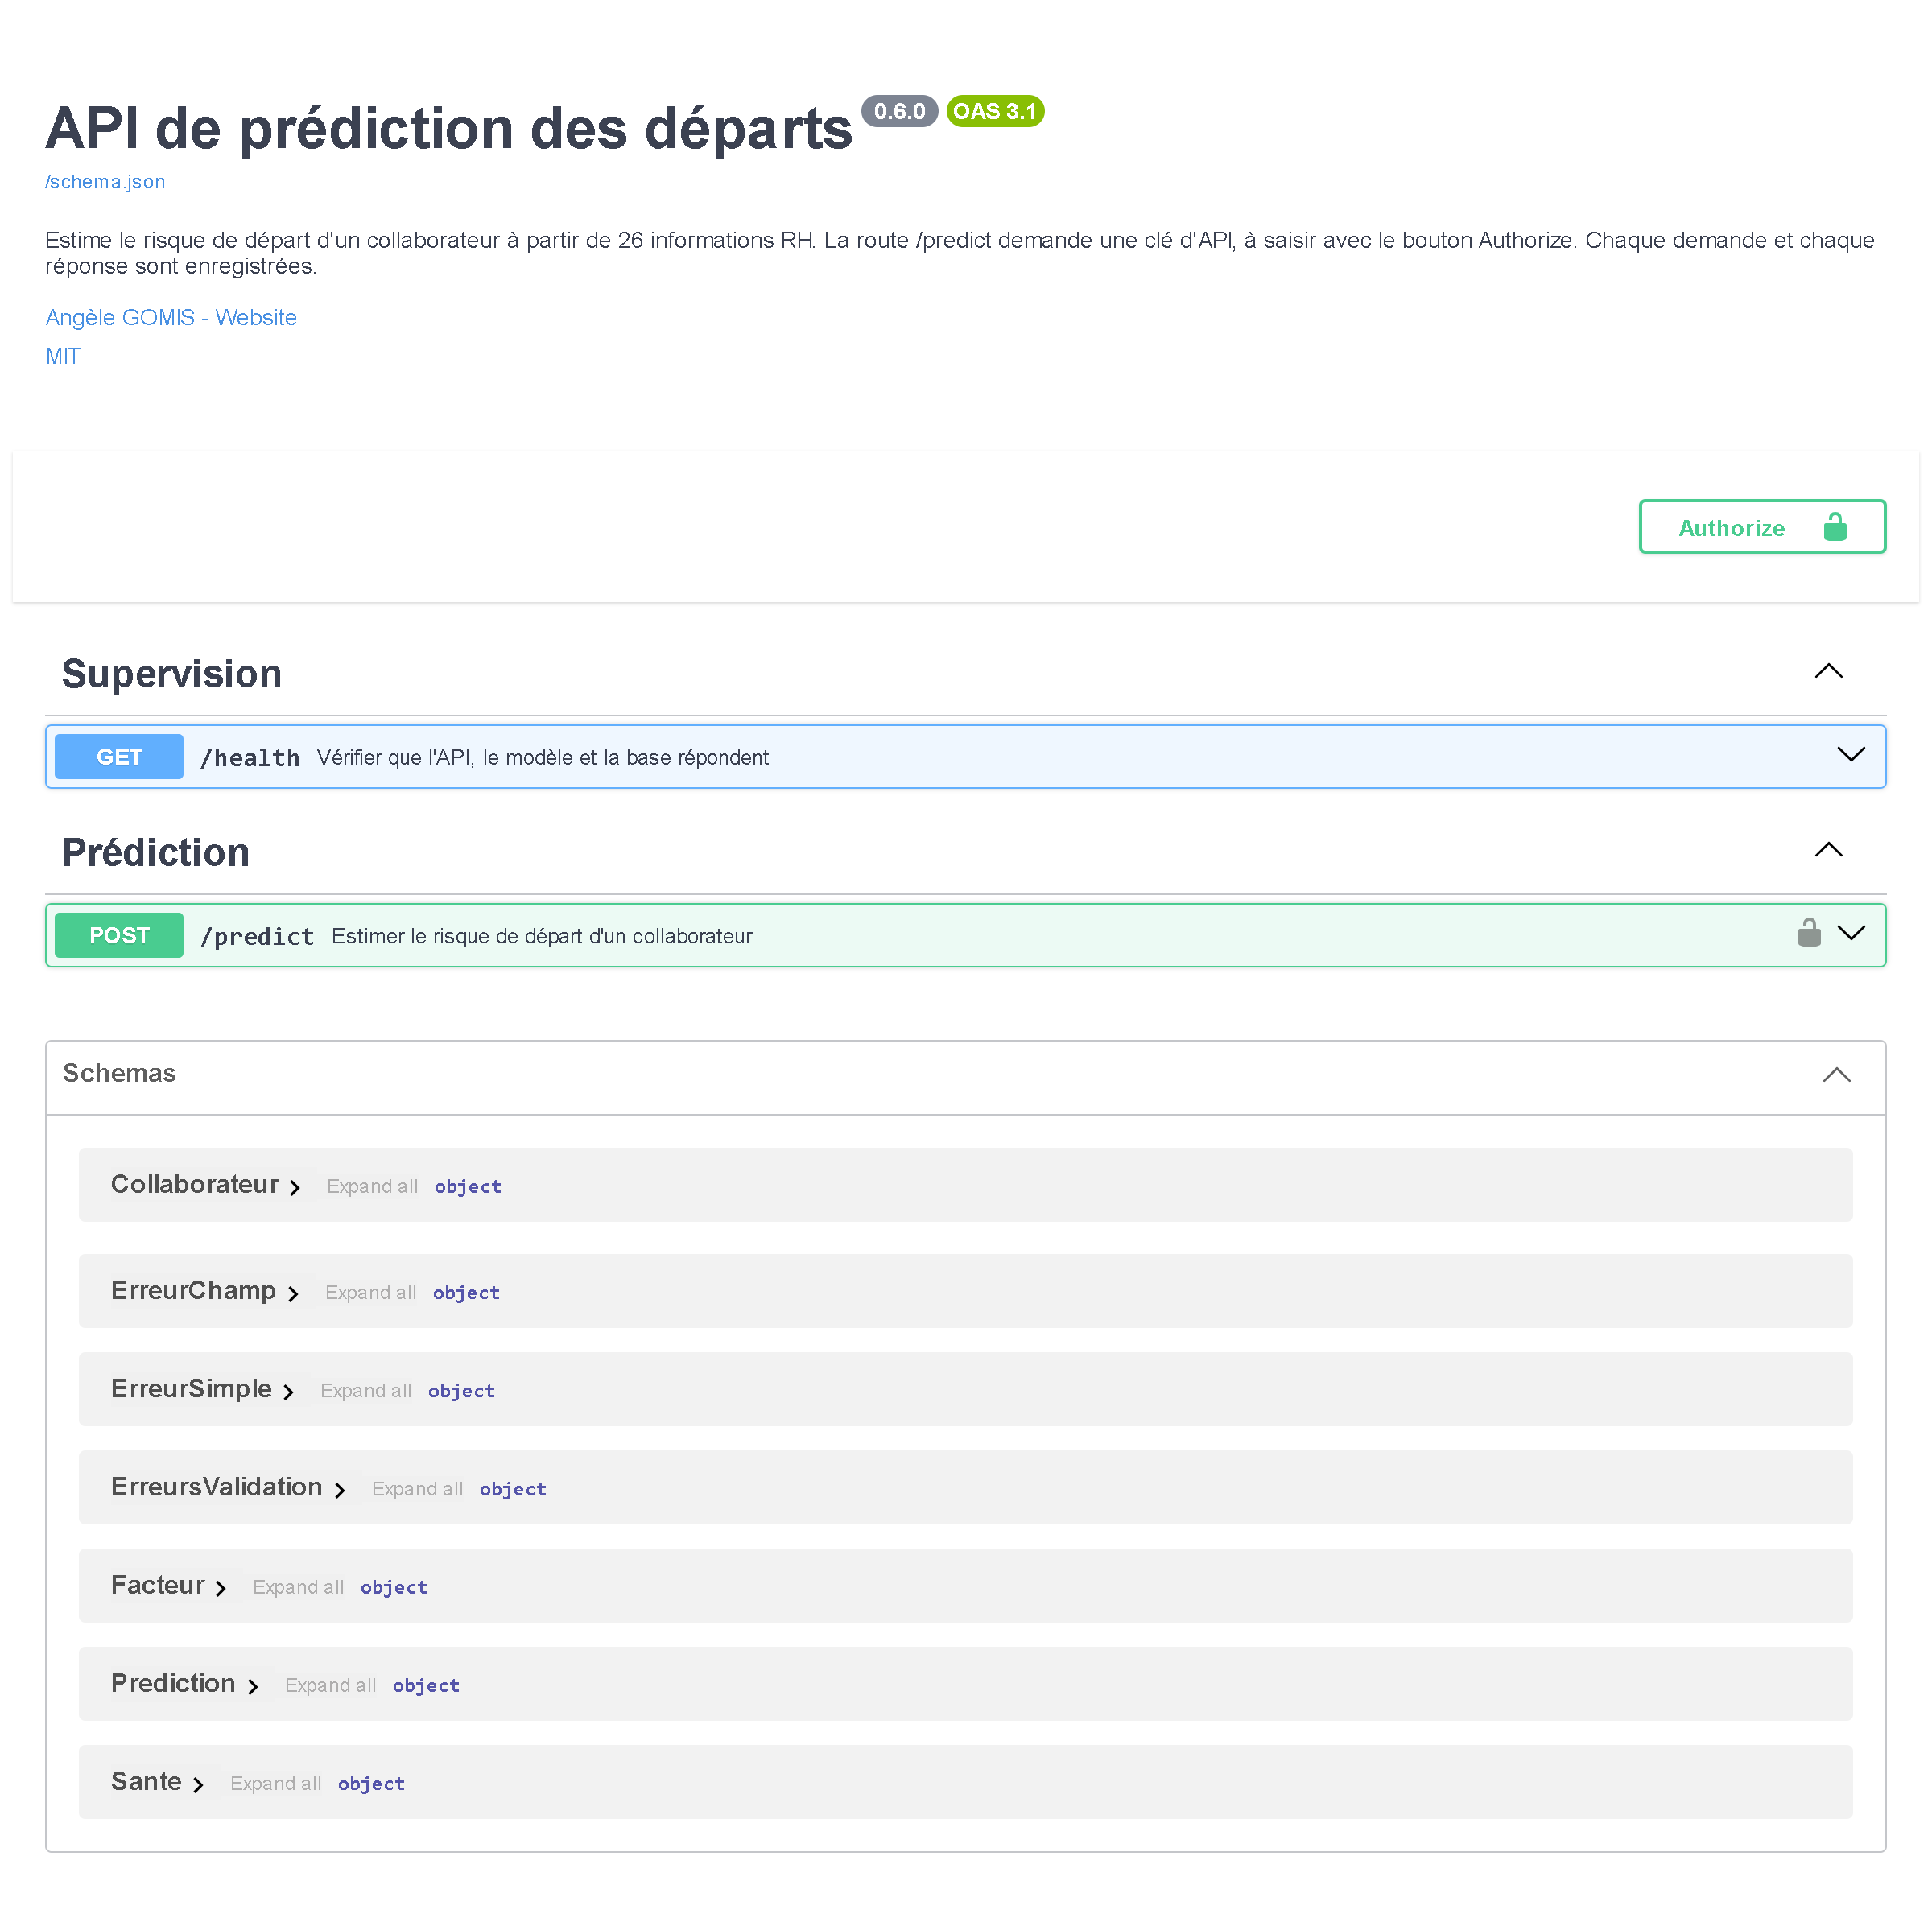 API de prédiction des départs 0.6.0 OAS 3.1
/schema.json
Estime le risque de départ d'un collaborateur à partir de 26 informations RH. La route /predict demande une clé d'API, à saisir avec le bouton Authorize. Chaque demande et chaque
réponse sont enregistrées.
Angèle GOMIS - Website
MIT
Authorize
Supervision
GET /health Vérifier que l'API, le modèle et la base répondent
Prédiction
POST /predict Estimer le risque de départ d'un collaborateur
Schemas
Collaborateur Expand all object
ErreurChamp Expand all object
ErreurSimple Expand all object
ErreursValidation Expand all object
Facteur Expand all object
Prediction Expand all object
Sante Expand all object